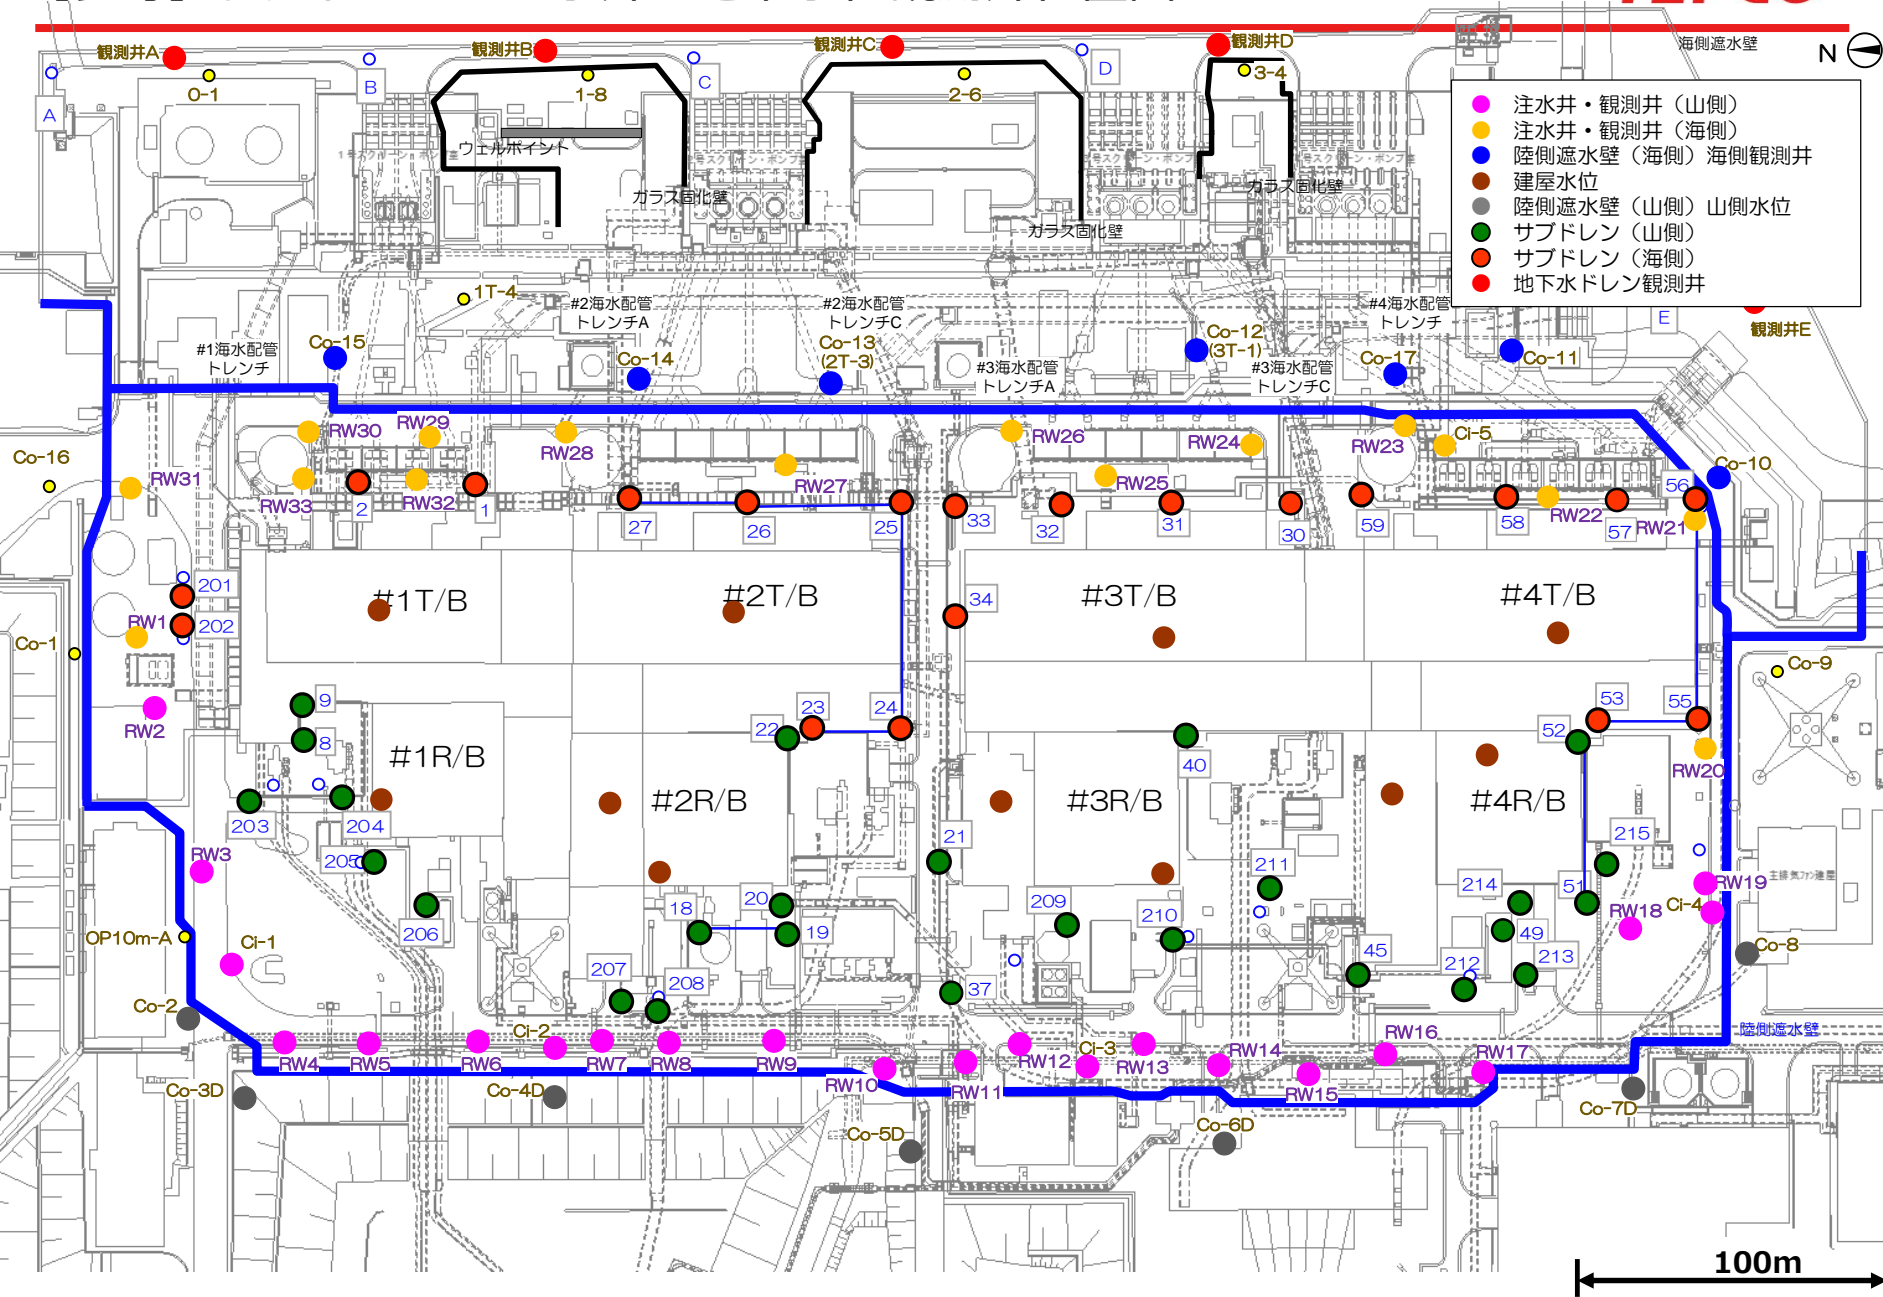 観測井A
観測井B
観測井C
観測井D
海側遮水壁
N
A
B
C
D
0-1
1-8
2-6
3-4
注水井・観測井（山側）
注水井・観測井（海側）
陸側遮水壁（海側）海側観測井
建屋水位
陸側遮水壁（山側）山側水位
サブドレン（山側）
サブドレン（海側）
地下水ドレン観測井
ウェルポイント
ガラス固化壁
ガラス固化壁
ガラス固化壁
1T-4
#2海水配管
トレンチA
#2海水配管
トレンチC
#4海水配管
トレンチ
E
観測井E
#1海水配管
トレンチ
Co-15
Co-14
Co-13
(2T-3)
#3海水配管
トレンチA
Co-12
(3T-1)
#3海水配管
トレンチC
Co-17
Co-11
RW30
RW29
RW28
RW26
RW24
RW23
Ci-5
Co-16
RW31
RW33
2
RW32
1
27
26
RW27
25
33
32
RW25
31
30
59
58
RW22
57
RW21
56
Co-10
201
202
RW1
Co-1
#1T/B
#2T/B
34
#3T/B
#4T/B
Co-9
RW2
9
8
#1R/B
22
23
24
40
52
53
55
RW20
203
204
#2R/B
#3R/B
#4R/B
RW3
205
21
211
215
主排気ファン建屋
206
18
20
19
209
210
214
51
49
RW18
RW19
Ci-4
OP10m-A
Ci-1
207
208
37
45
212
213
Co-8
Co-2
陸側遮水壁
RW4
RW5
RW6
Ci-2
RW7
RW8
RW9
RW10
RW11
RW12
Ci-3
RW13
RW14
RW15
RW16
RW17
Co-3D
Co-4D
Co-5D
Co-6D
Co-7D
100m